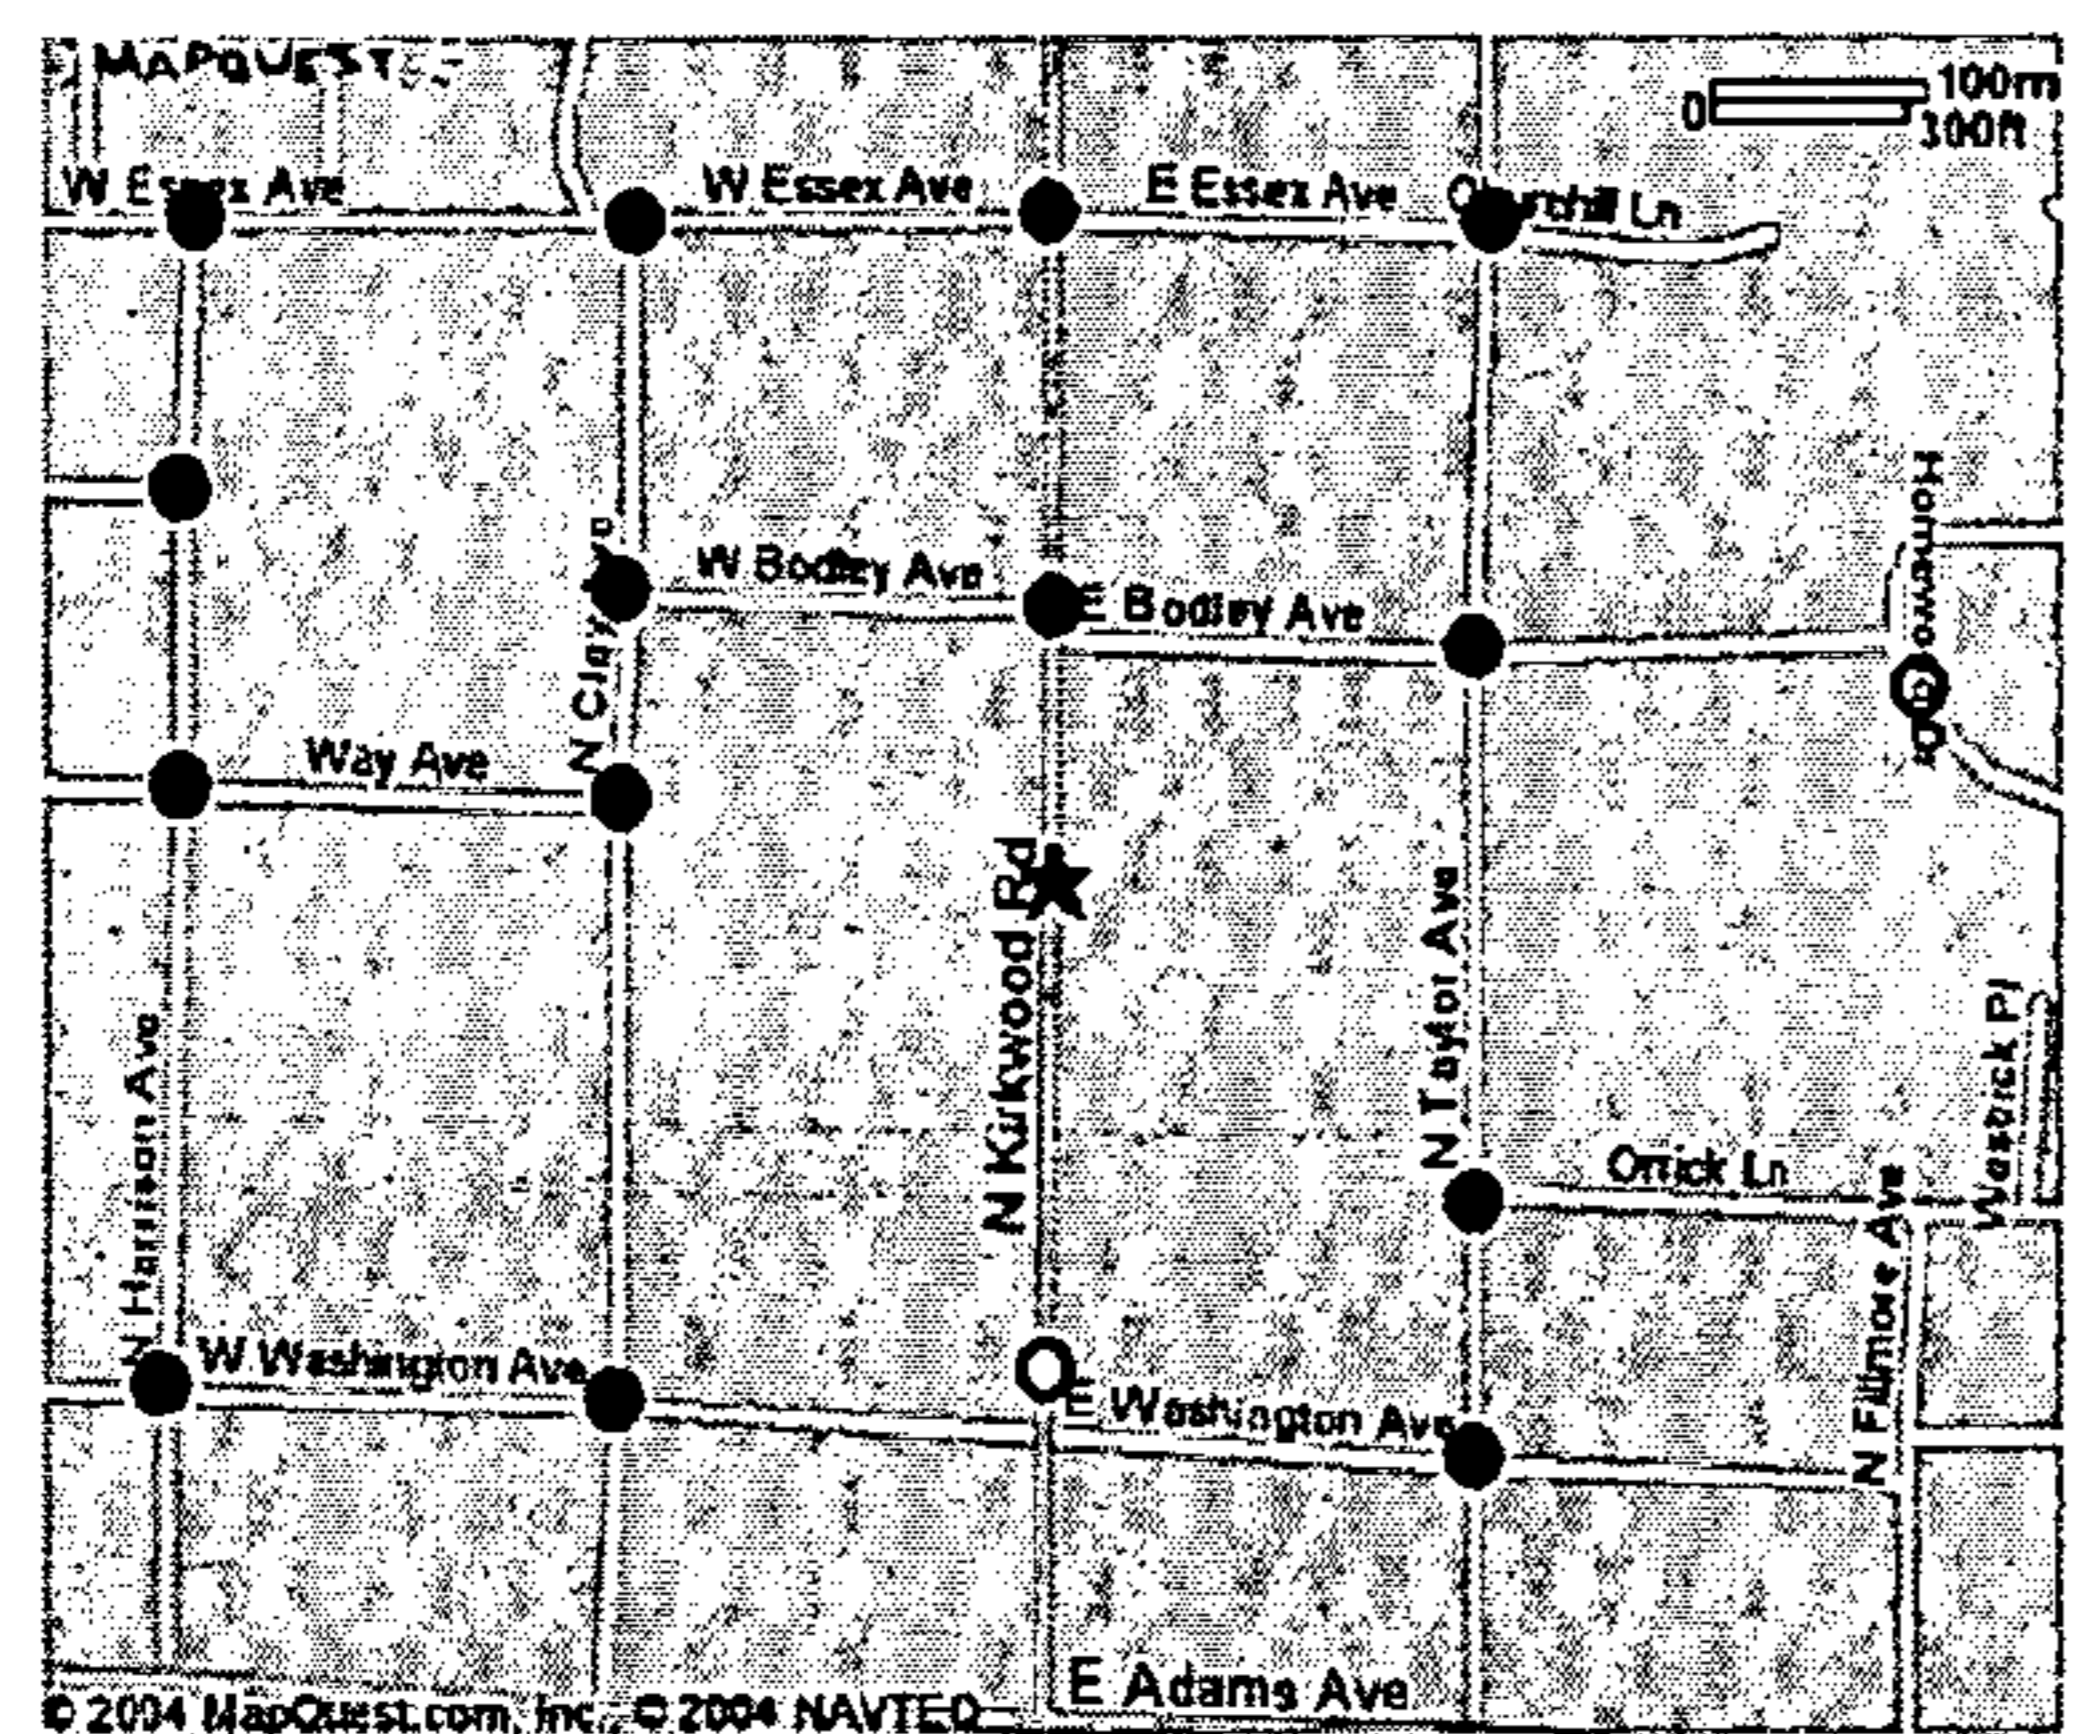 MAPQUEST
100m
0
300ft
W Essex Ave
W Essex Ave
E Essex Ave
Churchill Ln
W Bodley Ave
E Bodley Ave
N Clay Ave
Way Ave
N Kirkwood Rd
N Taylor Ave
Orrick Ln
Westick Pl
N Harrison Ave
N Fillmore Ave
W Washington Ave
E Washington Ave
E Adams Ave
© 2004 MapQuest.com, Inc.; © 2004 NAVTEQ